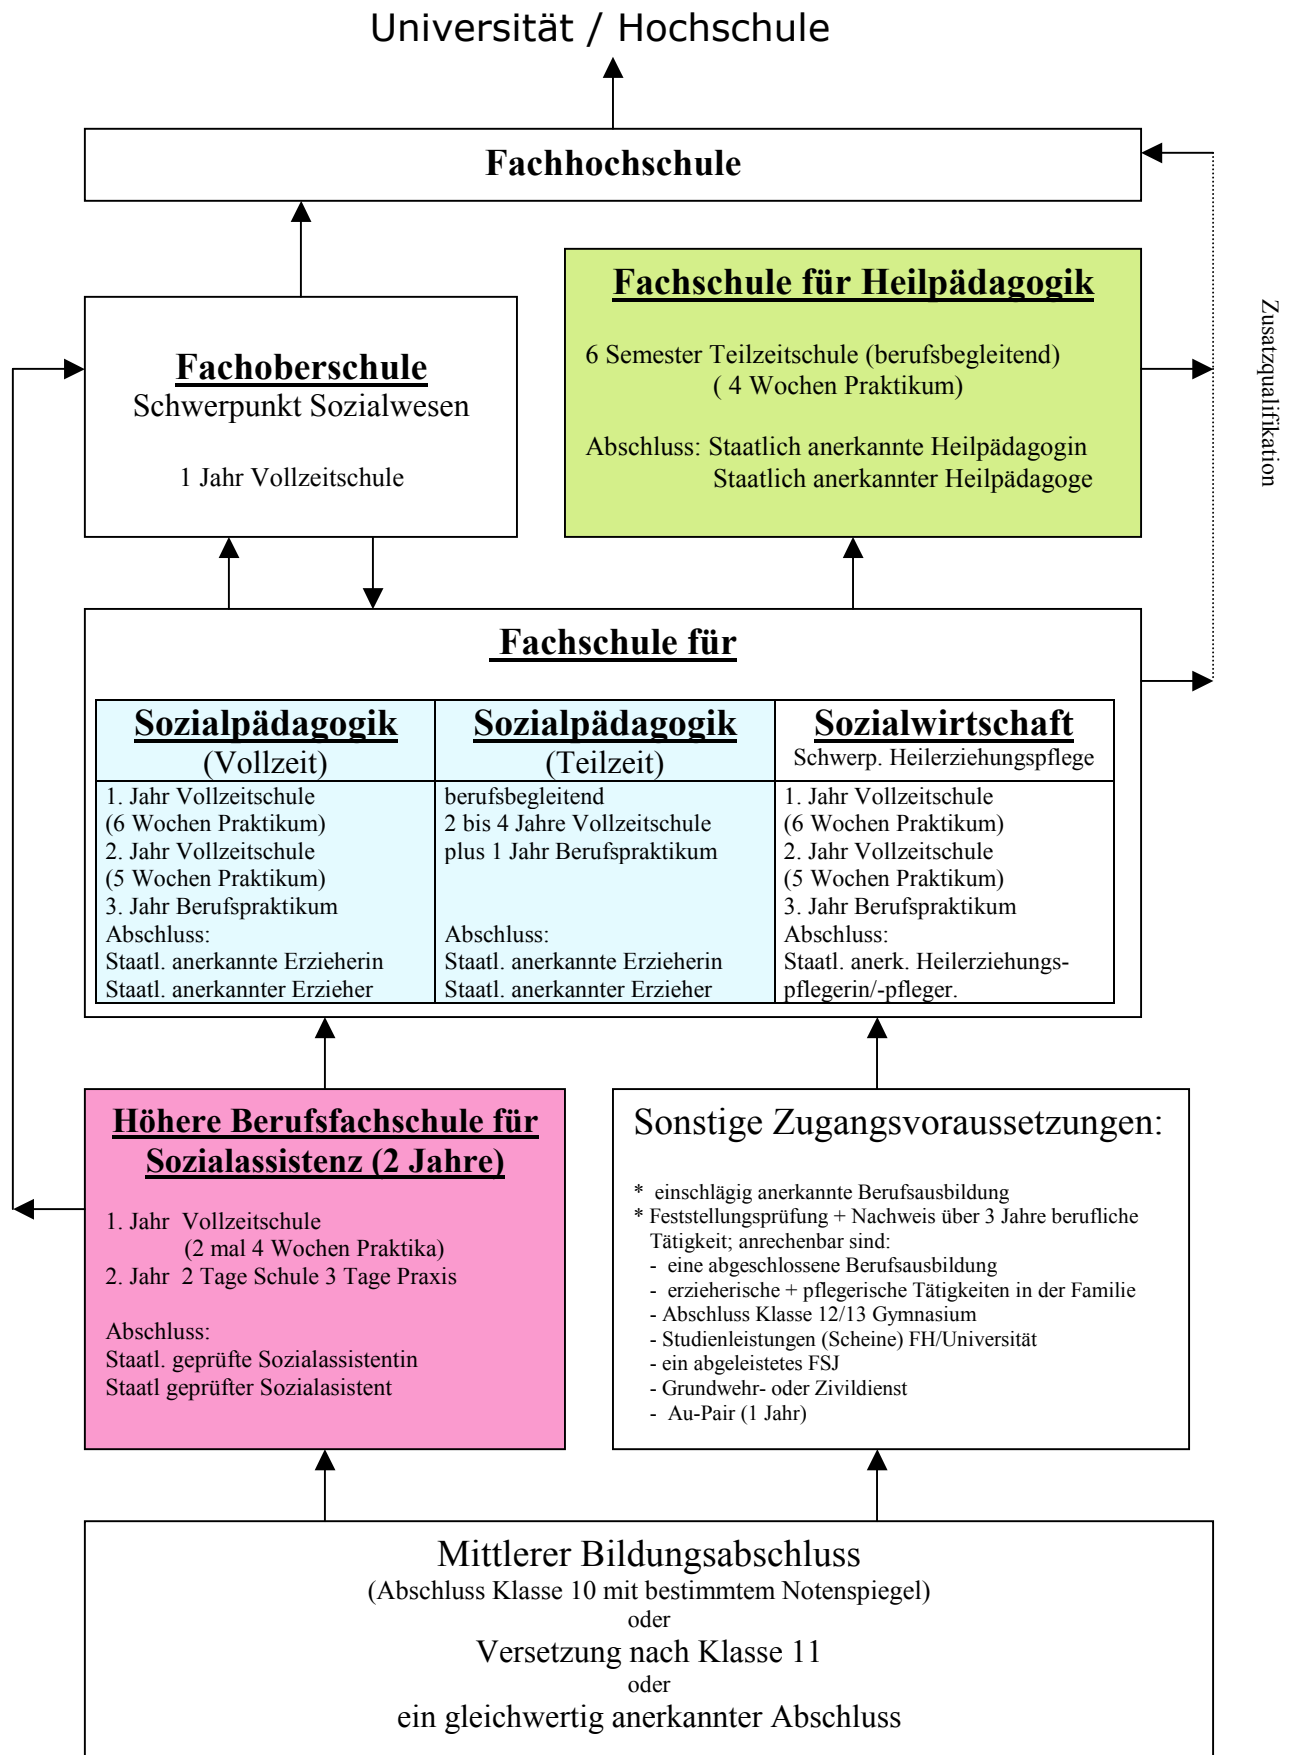 Universität / Hochschule
Fachhochschule
Fachschule für Heilpädagogik
6 Semester Teilzeitschule (berufsbegleitend)
( 4 Wochen Praktikum)
Abschluss: Staatlich anerkannte Heilpädagogin
Staatlich anerkannter Heilpädagoge
Zusatzqualifikation
Fachoberschule
Schwerpunkt Sozialwesen
1 Jahr Vollzeitschule
Fachschule für
Sozialpädagogik
(Vollzeit)
1. Jahr Vollzeitschule
(6 Wochen Praktikum)
2. Jahr Vollzeitschule
(5 Wochen Praktikum)
3. Jahr Berufspraktikum
Abschluss:
Staatl. anerkannte Erzieherin
Staatl. anerkannter Erzieher
Sozialpädagogik
(Teilzeit)
berufsbegleitend
2 bis 4 Jahre Vollzeitschule
plus 1 Jahr Berufspraktikum
Abschluss:
Staatl. anerkannte Erzieherin
Staatl. anerkannter Erzieher
Sozialwirtschaft
Schwerp. Heilerziehungspflege
1. Jahr Vollzeitschule
(6 Wochen Praktikum)
2. Jahr Vollzeitschule
(5 Wochen Praktikum)
3. Jahr Berufspraktikum
Abschluss:
Staatl. anerk. Heilerziehungs-
pflegerin/-pfleger.
Höhere Berufsfachschule für
Sozialassistenz (2 Jahre)
1. Jahr Vollzeitschule
(2 mal 4 Wochen Praktika)
2. Jahr 2 Tage Schule 3 Tage Praxis
Abschluss:
Staatl. geprüfte Sozialassistentin
Staatl geprüfter Sozialasistent
Sonstige Zugangsvoraussetzungen:
* einschlägig anerkannte Berufsausbildung
* Feststellungsprüfung + Nachweis über 3 Jahre berufliche
Tätigkeit; anrechenbar sind:
- eine abgeschlossene Berufsausbildung
- erzieherische + pflegerische Tätigkeiten in der Familie
- Abschluss Klasse 12/13 Gymnasium
- Studienleistungen (Scheine) FH/Universität
- ein abgeleistetes FSJ
- Grundwehr- oder Zivildienst
- Au-Pair (1 Jahr)
Mittlerer Bildungsabschluss
(Abschluss Klasse 10 mit bestimmtem Notenspiegel)
oder
Versetzung nach Klasse 11
oder
ein gleichwertig anerkannter Abschluss